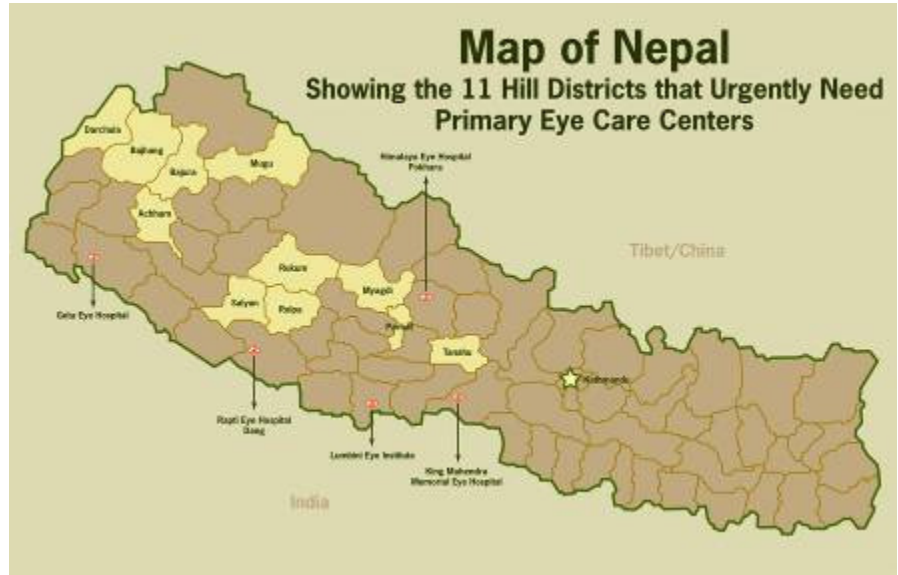 Map of Nepal
Showing the 11 Hill Districts that Urgently Need
Primary Eye Care Centers
Darchula
Bajhang
Bajura
Mugu
Himalaya Eye Hospital
Pokhara
Achham
Tibet/China
Rukum
Myagdi
Salyan
Rolpa
Geta Eye Hospital
Tanahu
Kathmandu
Rapti Eye Hospital
Dang
Lumbini Eye Institute
King Mahendra
Memorial Eye Hospital
India